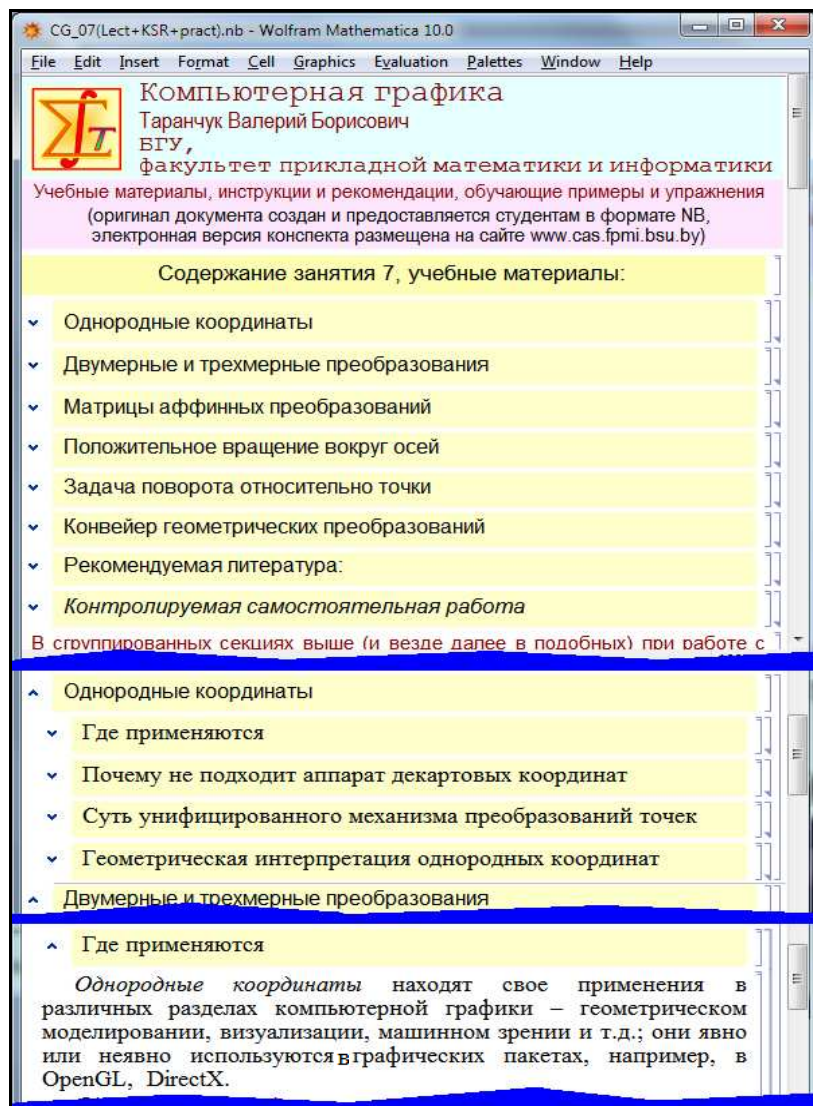 CG_07(Lect+KSR+pract).nb - Wolfram Mathematica 10.0
File Edit Insert Format Cell Graphics Evaluation Palettes Window Help
Компьютерная графика
Таранчук Валерий Борисович
БГУ,
факультет прикладной математики и информатики
Учебные материалы, инструкции и рекомендации, обучающие примеры и упражнения
(оригинал документа создан и предоставляется студентам в формате NB,
электронная версия конспекта размещена на сайте www.cas.fpmi.bsu.by)
Содержание занятия 7, учебные материалы:
Однородные координаты
Двумерные и трехмерные преобразования
Матрицы аффинных преобразований
Положительное вращение вокруг осей
Задача поворота относительно точки
Конвейер геометрических преобразований
Рекомендуемая литература:
Контролируемая самостоятельная работа
В сгруппированных секциях выше (и везде далее в подобных) при работе с
Однородные координаты
Где применяются
Почему не подходит аппарат декартовых координат
Суть унифицированного механизма преобразований точек
Геометрическая интерпретация однородных координат
Двумерные и трехмерные преобразования
Где применяются
Однородные координаты находят свое применения в
различных разделах компьютерной графики – геометрическом
моделировании, визуализации, машинном зрении и т.д.; они явно
или неявно используются в графических пакетах, например, в
OpenGL, DirectX.